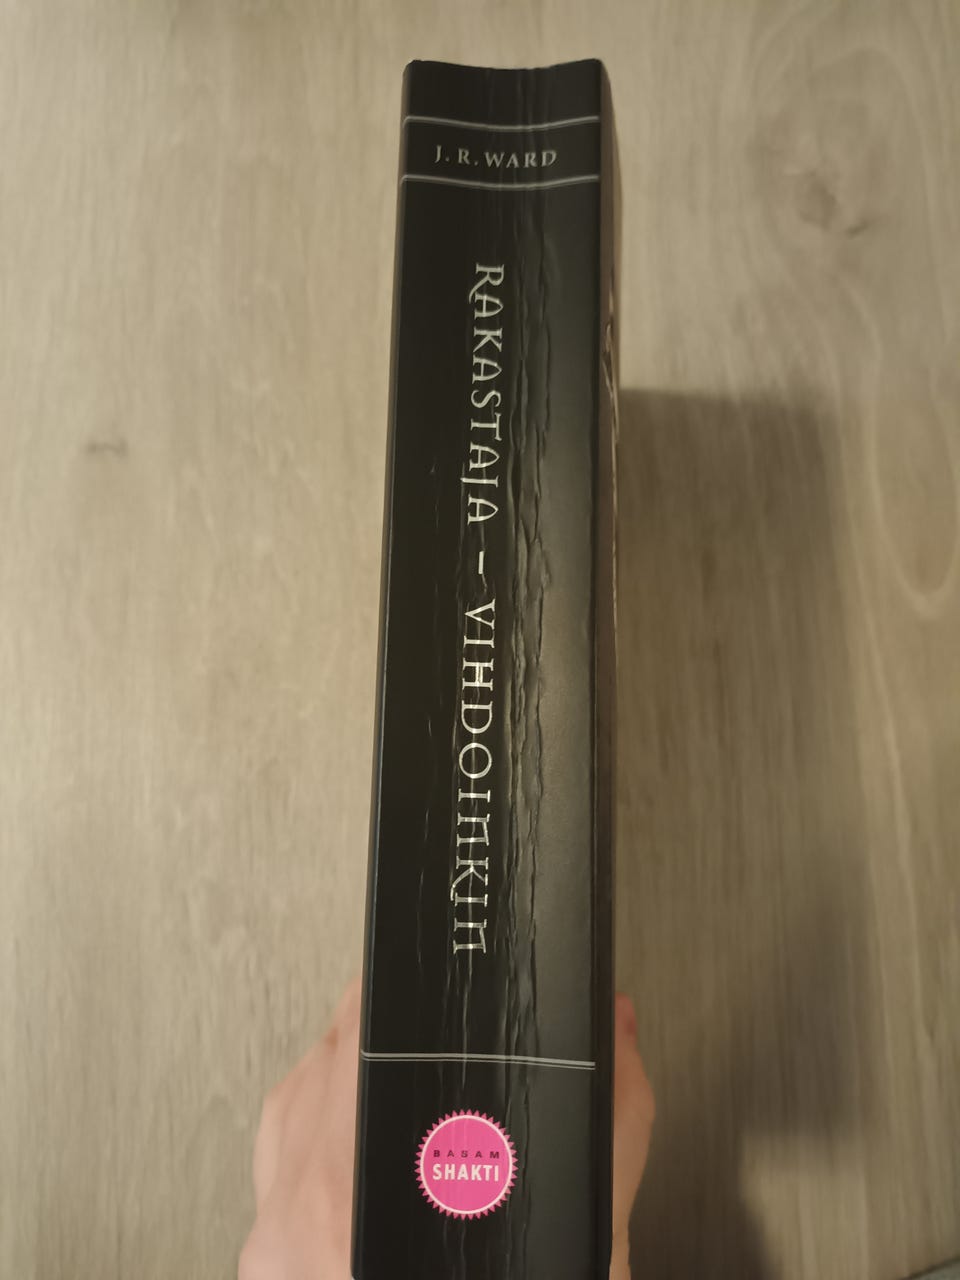 J. R. WARD
RAKASTAJA – VIHDOINKIN
BASAM
SHAKTI